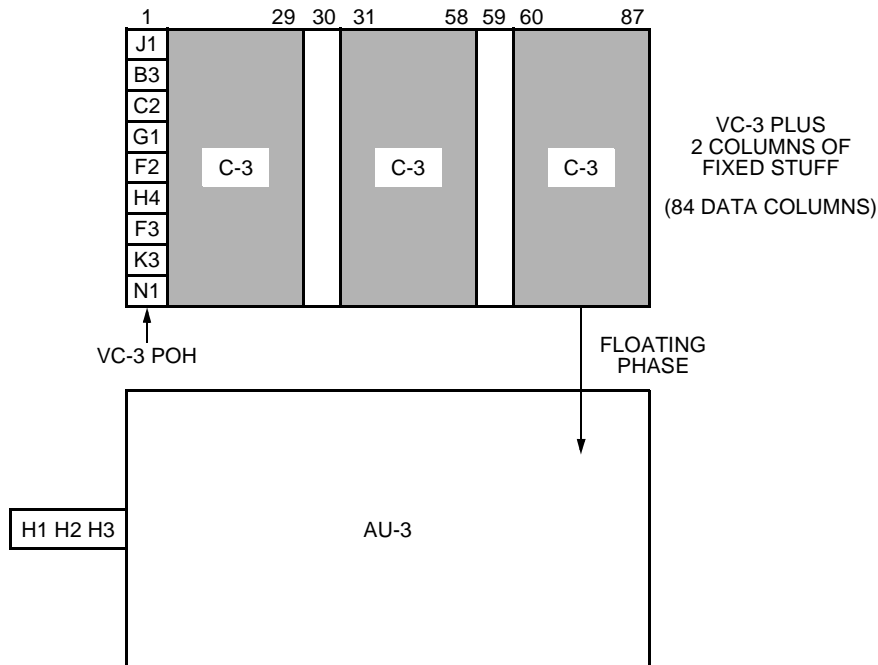 1 29 30 31 58 59 60 87
J1
B3
C2
G1
F2
H4
F3
K3
N1
C-3 C-3 C-3
VC-3 PLUS
2 COLUMNS OF
FIXED STUFF
(84 DATA COLUMNS)
VC-3 POH
FLOATING
PHASE
H1 H2 H3
AU-3